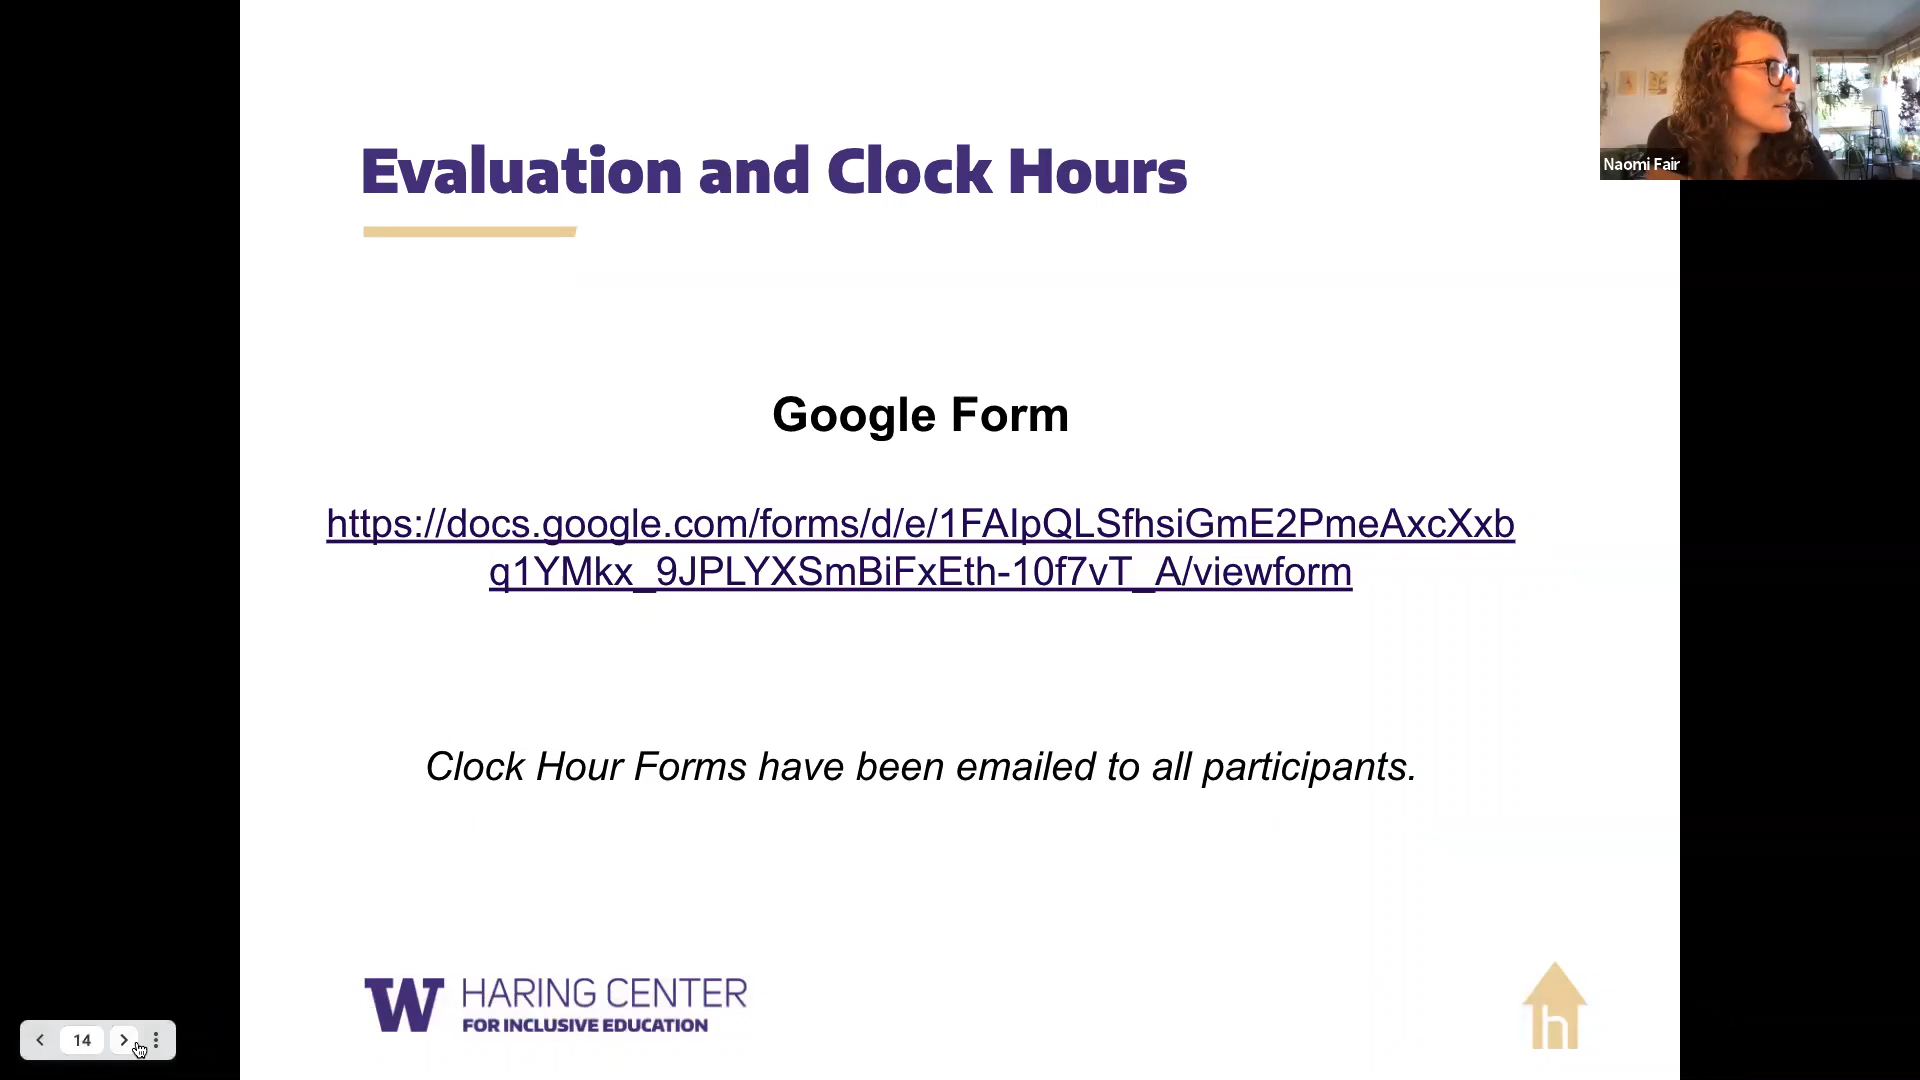 Evaluation and Clock Hours
Naomi Fair
Google Form
https://docs.google.com/forms/d/e/1FAIpQLSfhsiGmE2PmeAxcXxb
q1YMkx_9JPLYXSmBiFxEth-10f7vT_A/viewform
Clock Hour Forms have been emailed to all participants.
W HARING CENTER
FOR INCLUSIVE EDUCATION
h
14